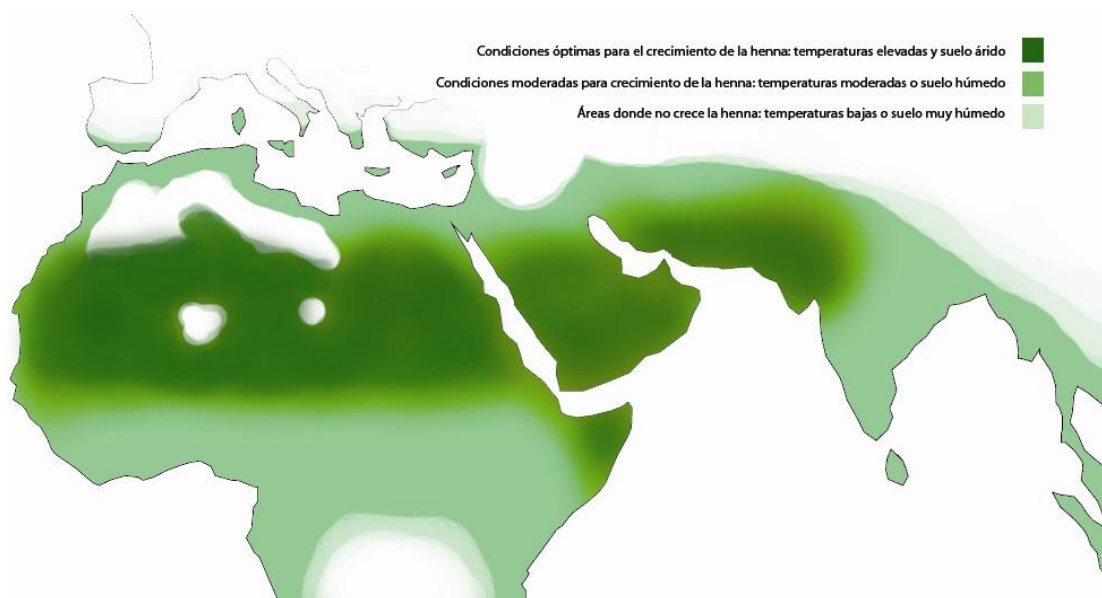 Condiciones óptimas para el crecimiento de la henna: temperaturas elevadas y suelo árido
Condiciones moderadas para crecimiento de la henna: temperaturas moderadas o suelo húmedo
Áreas donde no crece la henna: temperaturas bajas o suelo muy húmedo